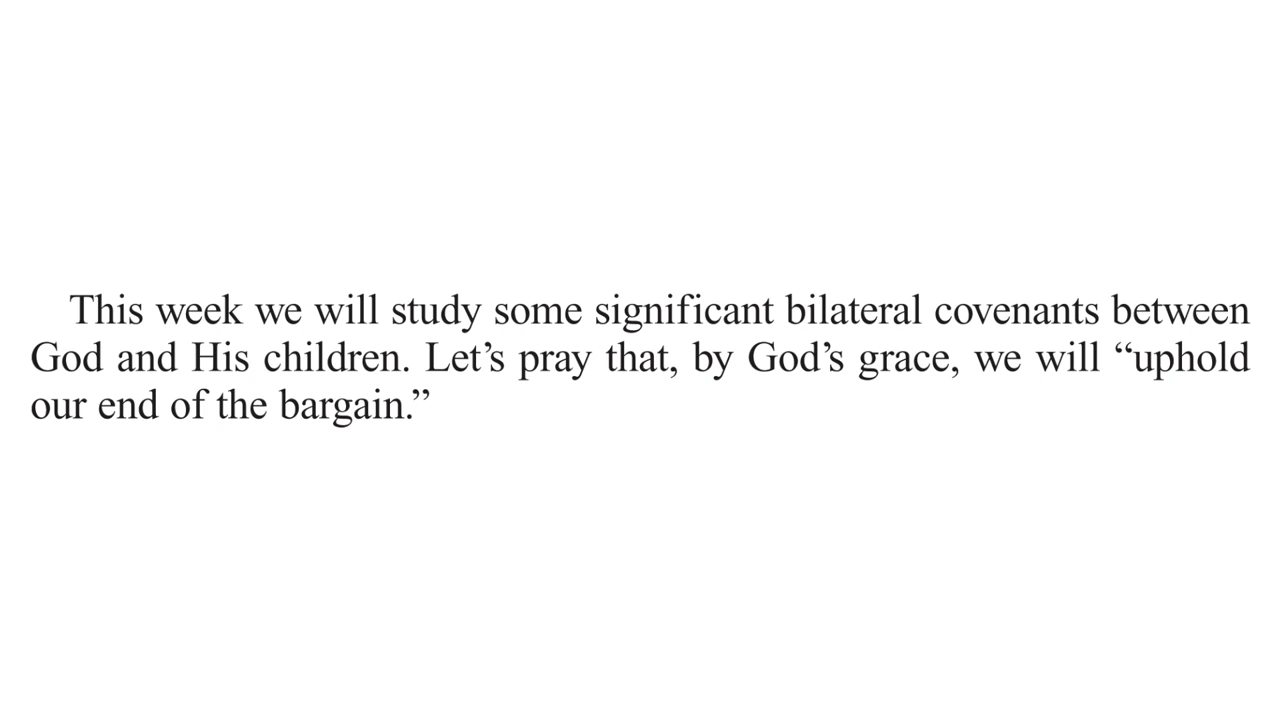 This week we will study some significant bilateral covenants between
God and His children. Let’s pray that, by God’s grace, we will “uphold
our end of the bargain.”